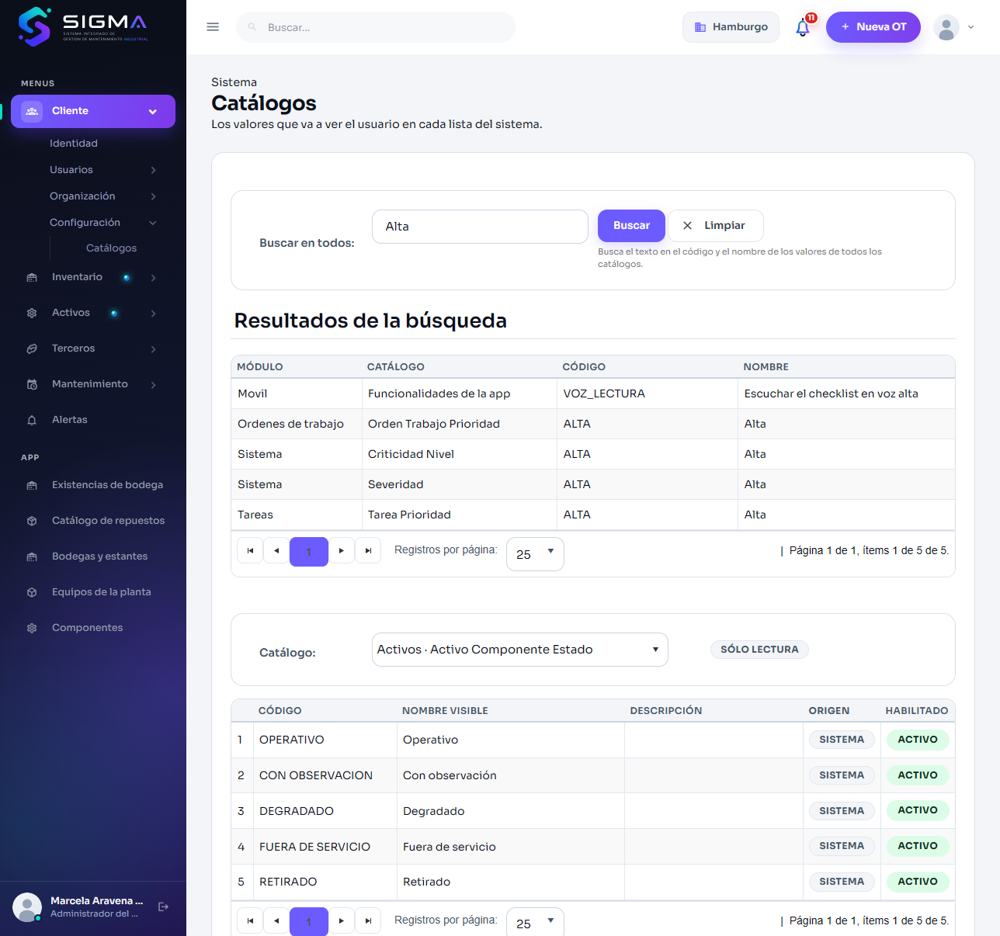 SIGMA
SISTEMA INTEGRADO DE
GESTION DE MANTENIMIENTO INDUSTRIAL
Buscar...
Hamburgo
11
+ Nueva OT
MENUS
Cliente
Identidad
Usuarios
Organización
Configuración
Catálogos
Inventario
Activos
Terceros
Mantenimiento
Alertas
APP
Existencias de bodega
Catálogo de repuestos
Bodegas y estantes
Equipos de la planta
Componentes
Marcela Aravena ...
Administrador del ...
Sistema
Catálogos
Los valores que va a ver el usuario en cada lista del sistema.
Buscar en todos:
Alta
Buscar
Limpiar
Busca el texto en el código y el nombre de los valores de todos los
catálogos.
Resultados de la búsqueda
MÓDULO CATÁLOGO CÓDIGO NOMBRE
Movil Funcionalidades de la app VOZ_LECTURA Escuchar el checklist en voz alta
Ordenes de trabajo Orden Trabajo Prioridad ALTA Alta
Sistema Criticidad Nivel ALTA Alta
Sistema Severidad ALTA Alta
Tareas Tarea Prioridad ALTA Alta
1 Registros por página: 25 | Página 1 de 1, ítems 1 de 5 de 5.
Catálogo: Activos · Activo Componente Estado SÓLO LECTURA
CÓDIGO NOMBRE VISIBLE DESCRIPCIÓN ORIGEN HABILITADO
1 OPERATIVO Operativo SISTEMA ACTIVO
2 CON OBSERVACION Con observación SISTEMA ACTIVO
3 DEGRADADO Degradado SISTEMA ACTIVO
4 FUERA DE SERVICIO Fuera de servicio SISTEMA ACTIVO
5 RETIRADO Retirado SISTEMA ACTIVO
1 Registros por página: 25 | Página 1 de 1, ítems 1 de 5 de 5.